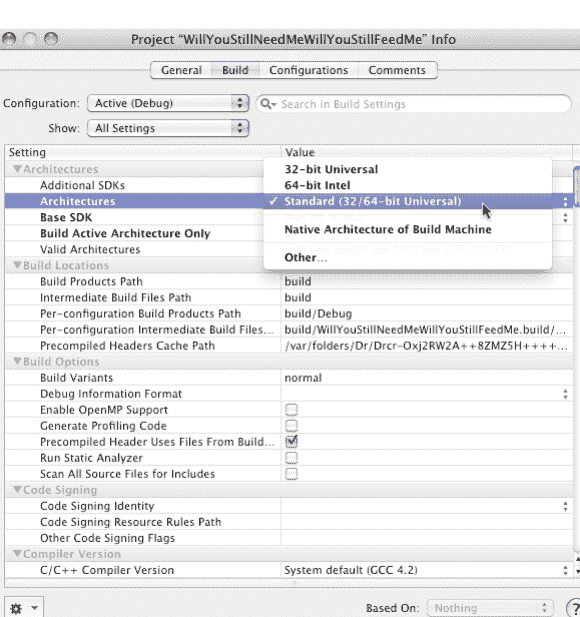 Project “WillYouStillNeedMeWillYouStillFeedMe” Info
General Build Configurations Comments
Configuration: Active (Debug) Search in Build Settings
Show: All Settings
Setting Value
Architectures
32-bit Universal
Additional SDKs 64-bit Intel
Architectures ✓ Standard (32/64-bit Universal)
Base SDK
Build Active Architecture Only Native Architecture of Build Machine
Valid Architectures
Other...
Build Locations
Build Products Path build
Intermediate Build Files Path build
Per-configuration Build Products Path build/Debug
Per-configuration Intermediate Build Files... build/WillYouStillNeedMeWillYouStillFeedMe.build/...
Precompiled Headers Cache Path /var/folders/Dr/Drcr-Oxj2RW2A++8ZMZ5H++++...
Build Options
Build Variants normal
Debug Information Format
Enable OpenMP Support
Generate Profiling Code
Precompiled Header Uses Files From Build...
Run Static Analyzer
Scan All Source Files for Includes
Code Signing
Code Signing Identity
Code Signing Resource Rules Path
Other Code Signing Flags
Compiler Version
C/C++ Compiler Version System default (GCC 4.2)
Based On: Nothing ?